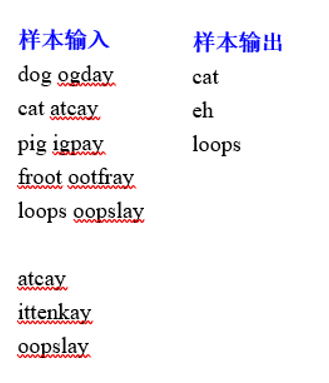 样本输入
dog ogday
cat atcay
pig igpay
froot ootfray
loops oopslay

atcay
ittenkay
oopslay
样本输出
cat
eh
loops